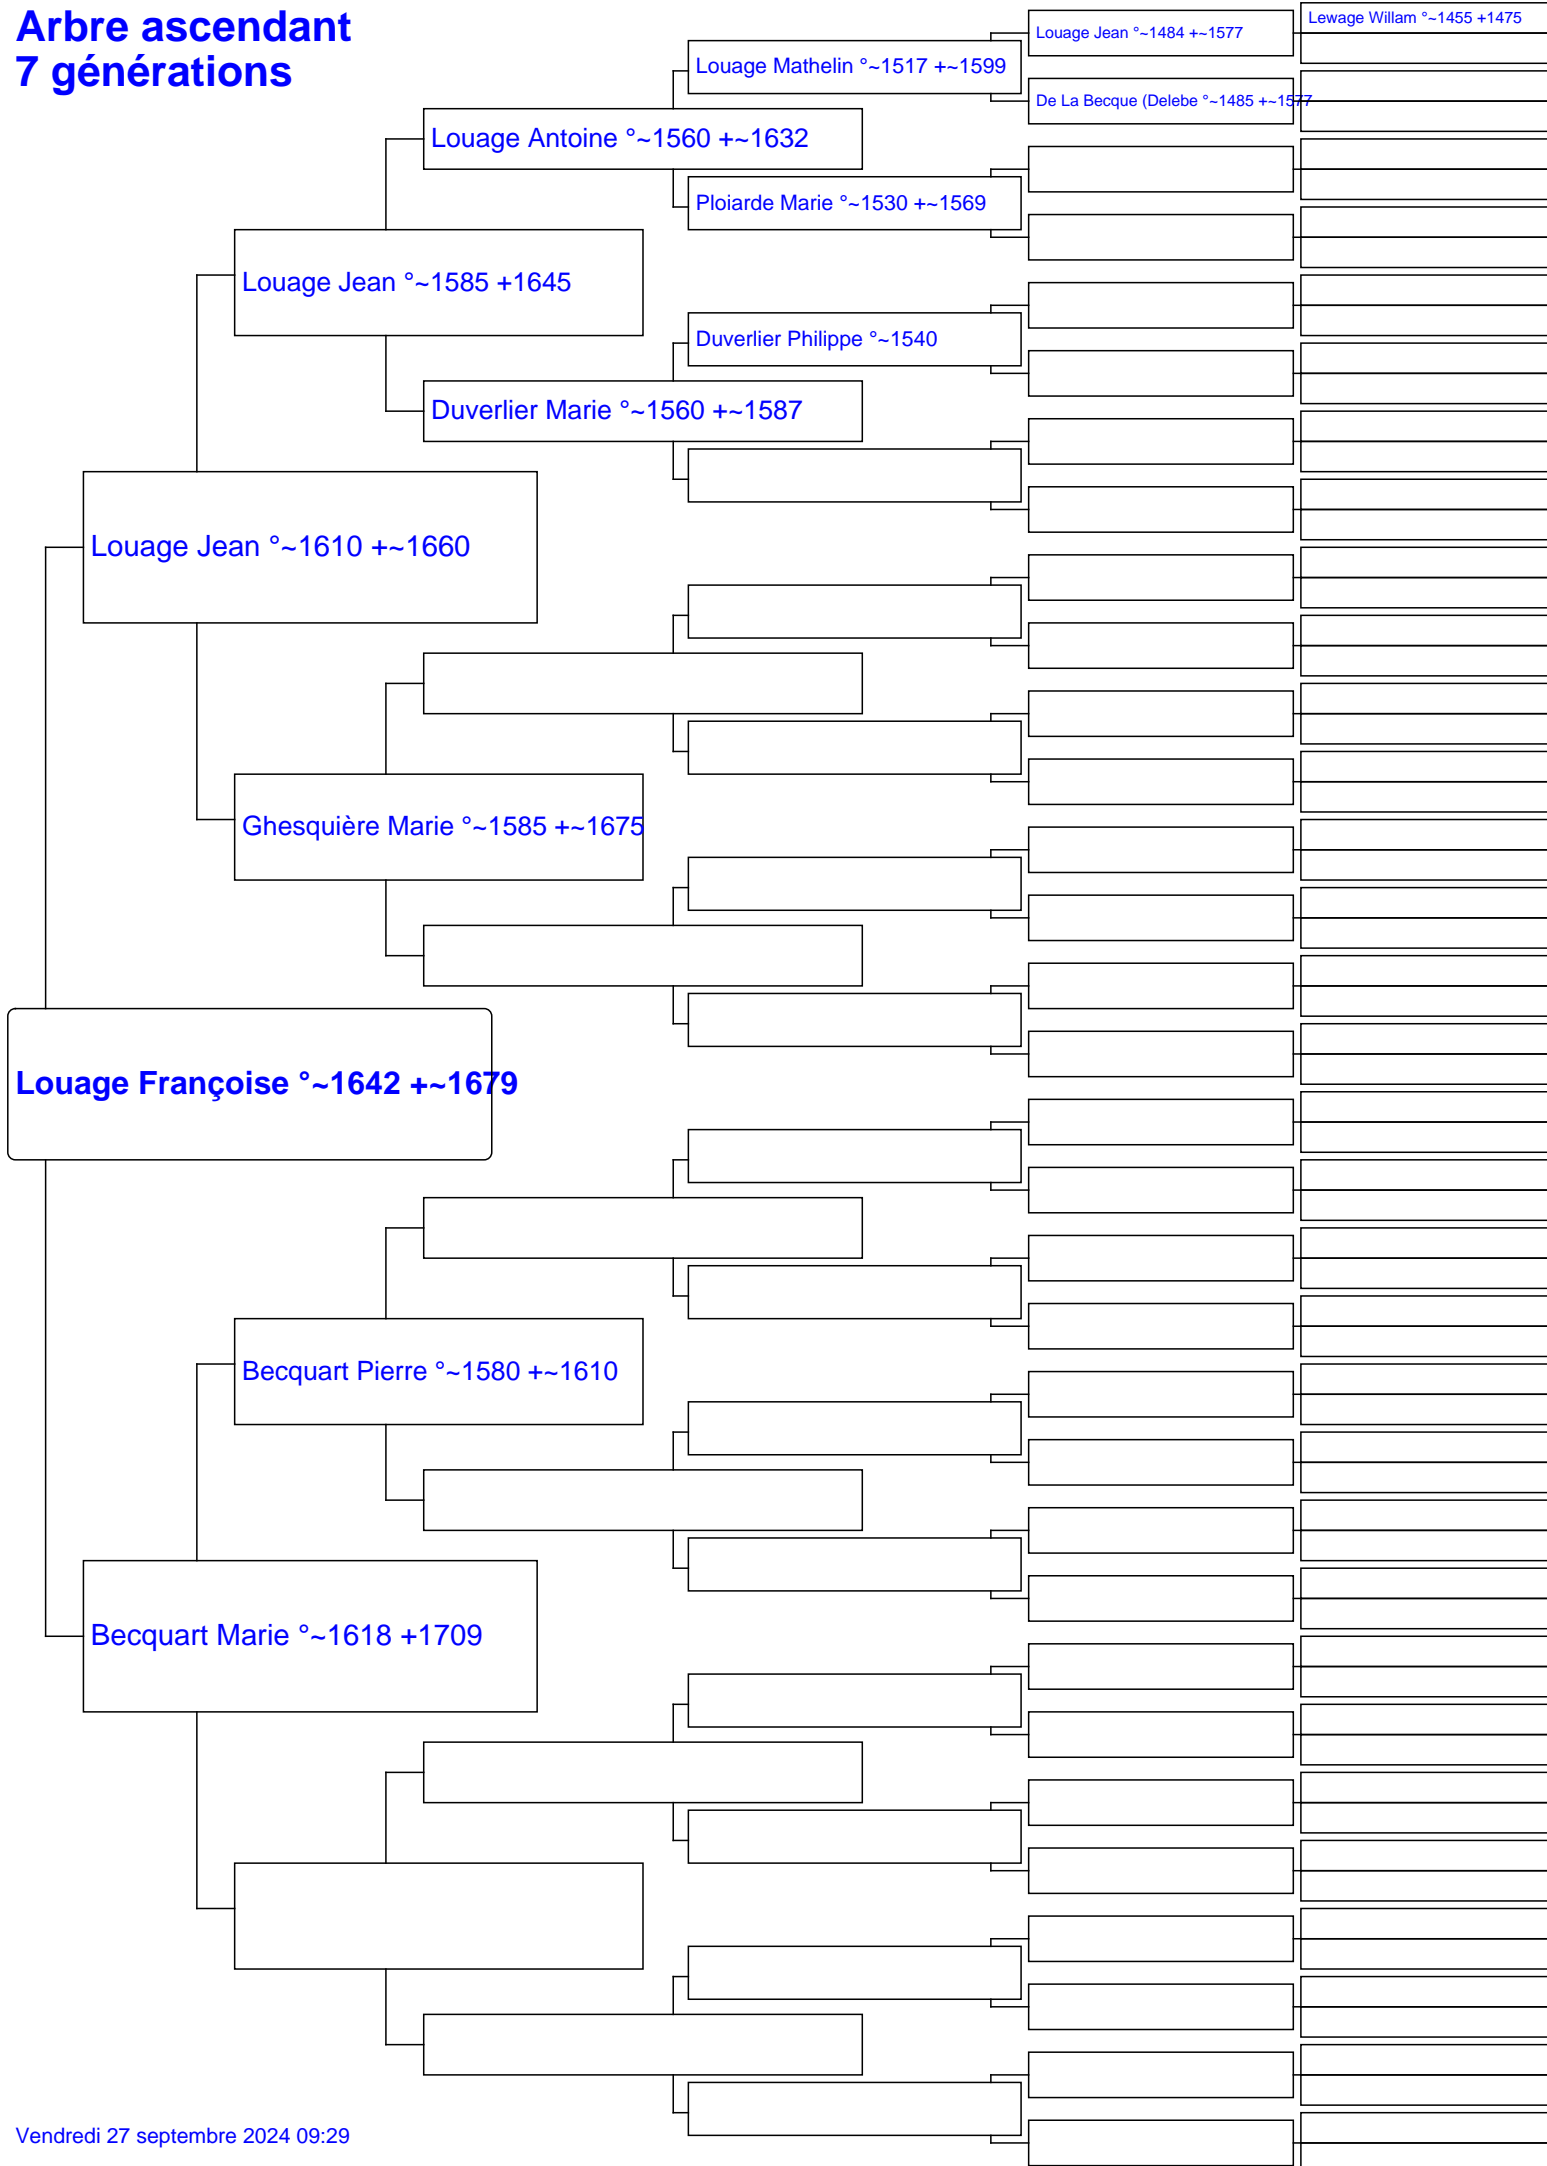 Arbre ascendant
7 générations
Lewage Willam °~1455 +1475
Louage Jean °~1484 +~1577
Louage Mathelin °~1517 +~1599
De La Becque (Delebe °~1485 +~1577
Louage Antoine °~1560 +~1632
Ploiarde Marie °~1530 +~1569
Louage Jean °~1585 +1645
Duverlier Philippe °~1540
Duverlier Marie °~1560 +~1587
Louage Jean °~1610 +~1660
Ghesquière Marie °~1585 +~1675
Louage Françoise °~1642 +~1679
Becquart Pierre °~1580 +~1610
Becquart Marie °~1618 +1709
Vendredi 27 septembre 2024 09:29